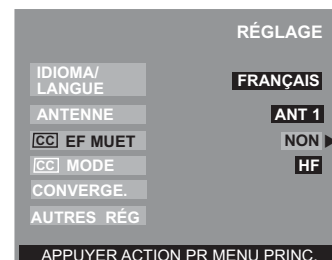 RÉGLAGE
IDIOMA/
LANGUE
FRANÇAIS
ANTENNE ANT 1
CC EF MUET NON
CC MODE HF
CONVERGE.
AUTRES RÉG
APPUYER ACTION PR MENU PRINC.